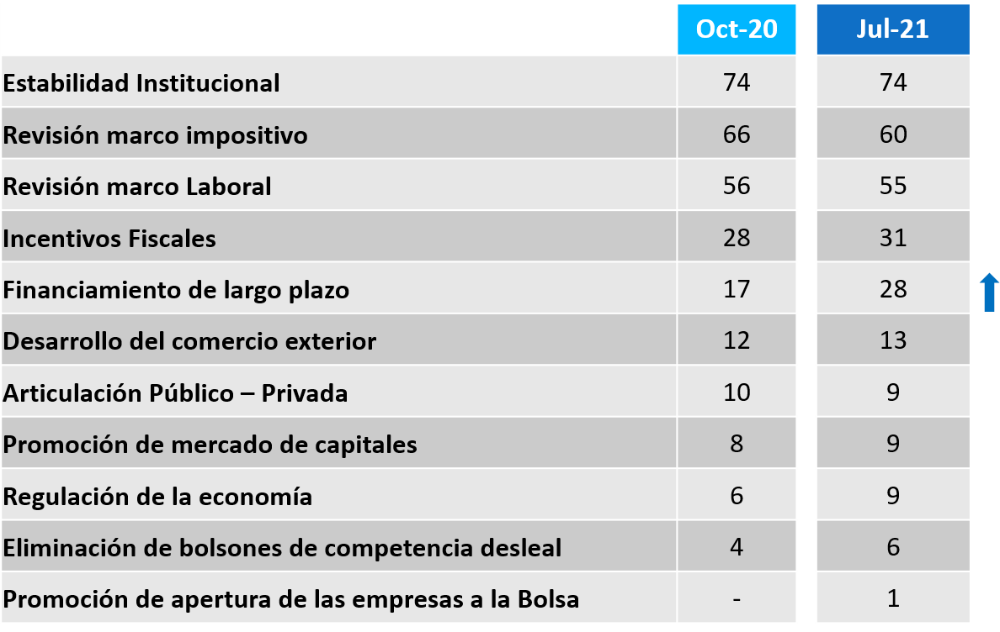 Oct-20 Jul-21
Estabilidad Institucional 74 74
Revisión marco impositivo 66 60
Revisión marco Laboral 56 55
Incentivos Fiscales 28 31
Financiamiento de largo plazo 17 28
Desarrollo del comercio exterior 12 13
Articulación Público – Privada 10 9
Promoción de mercado de capitales 8 9
Regulación de la economía 6 9
Eliminación de bolsones de competencia desleal 4 6
Promoción de apertura de las empresas a la Bolsa - 1